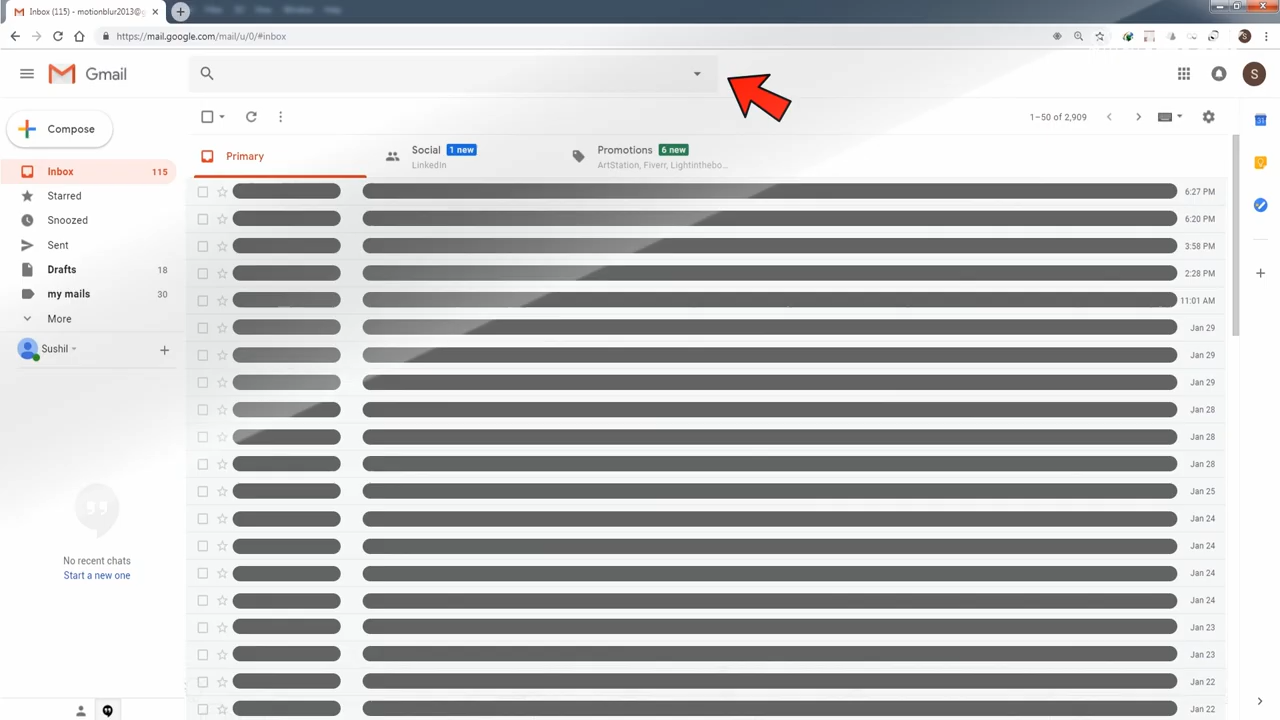 Inbox (115) - motionblur2013@g
https://mail.google.com/mail/u/0/#inbox
Gmail
S
Compose
1–50 of 2,909
Inbox 115
Starred
Snoozed
Sent
Drafts 18
my mails 30
More
Sushil
No recent chats
Start a new one
Primary
Social 1 new
LinkedIn
Promotions 6 new
ArtStation, Fiverr, Lightinthebo...
6:27 PM
6:20 PM
3:58 PM
2:28 PM
11:01 AM
Jan 29
Jan 29
Jan 29
Jan 28
Jan 28
Jan 28
Jan 25
Jan 24
Jan 24
Jan 24
Jan 24
Jan 23
Jan 23
Jan 22
Jan 22